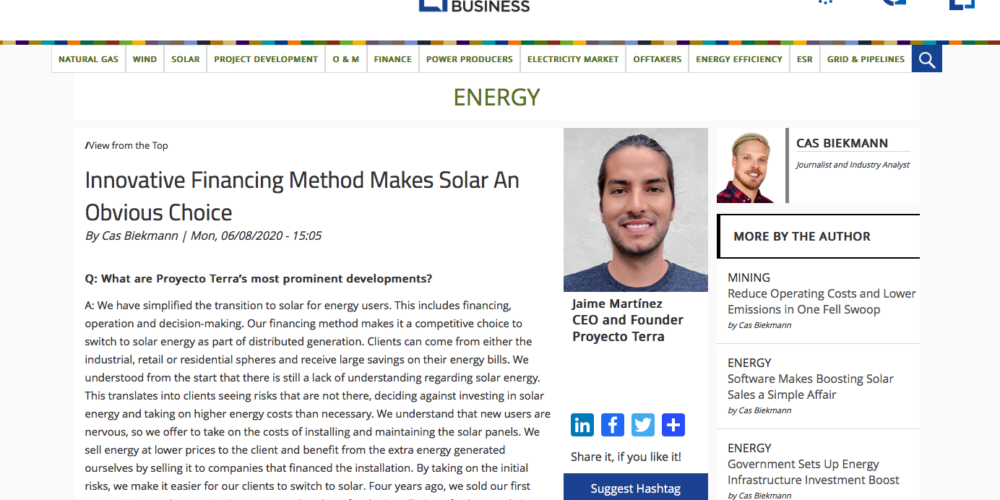 BUSINESS
NATURAL GAS
WIND
SOLAR
PROJECT DEVELOPMENT
O & M
FINANCE
POWER PRODUCERS
ELECTRICITY MARKET
OFFTAKERS
ENERGY EFFICIENCY
ESR
GRID & PIPELINES
ENERGY
/View from the Top
Innovative Financing Method Makes Solar An
Obvious Choice
By Cas Biekmann | Mon, 06/08/2020 - 15:05
Q: What are Proyecto Terra's most prominent developments?
A: We have simplified the transition to solar for energy users. This includes financing,
operation and decision-making. Our financing method makes it a competitive choice to
switch to solar energy as part of distributed generation. Clients can come from either the
industrial, retail or residential spheres and receive large savings on their energy bills. We
understood from the start that there is still a lack of understanding regarding solar energy.
This translates into clients seeing risks that are not there, deciding against investing in solar
energy and taking on higher energy costs than necessary. We understand that new users are
nervous, so we offer to take on the costs of installing and maintaining the solar panels. We
sell energy at lower prices to the client and benefit from the extra energy generated
ourselves by selling it to companies that financed the installation. By taking on the initial
risks, we make it easier for our clients to switch to solar. Four years ago, we sold our first
Jaime Martínez
CEO and Founder
Proyecto Terra
Share it, if you like it!
Suggest Hashtag
CAS BIEKMANN
Journalist and Industry Analyst
MORE BY THE AUTHOR
MINING
Reduce Operating Costs and Lower
Emissions in One Fell Swoop
by Cas Biekmann
ENERGY
Software Makes Boosting Solar
Sales a Simple Affair
by Cas Biekmann
ENERGY
Government Sets Up Energy
Infrastructure Investment Boost
by Cas Biekmann